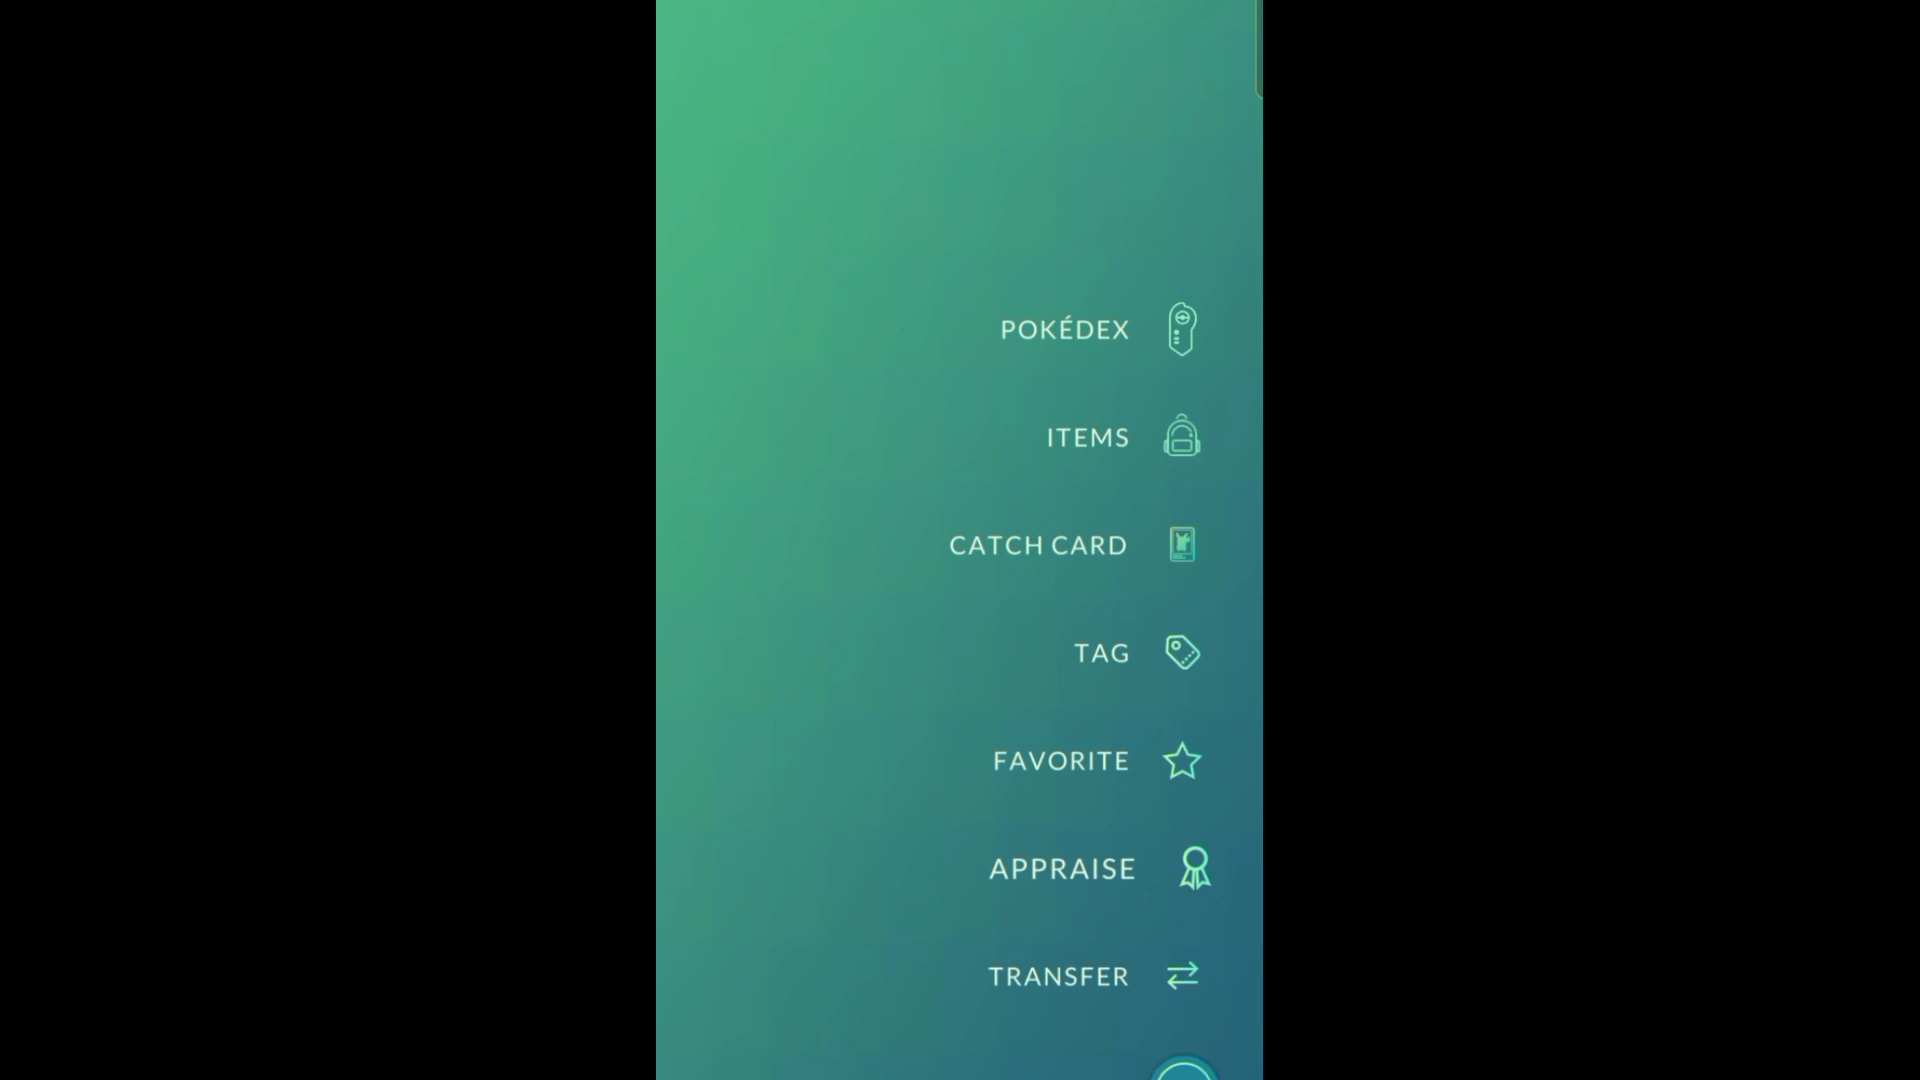 POKÉDEX
ITEMS
CATCH CARD
TAG
FAVORITE
APPRAISE
TRANSFER